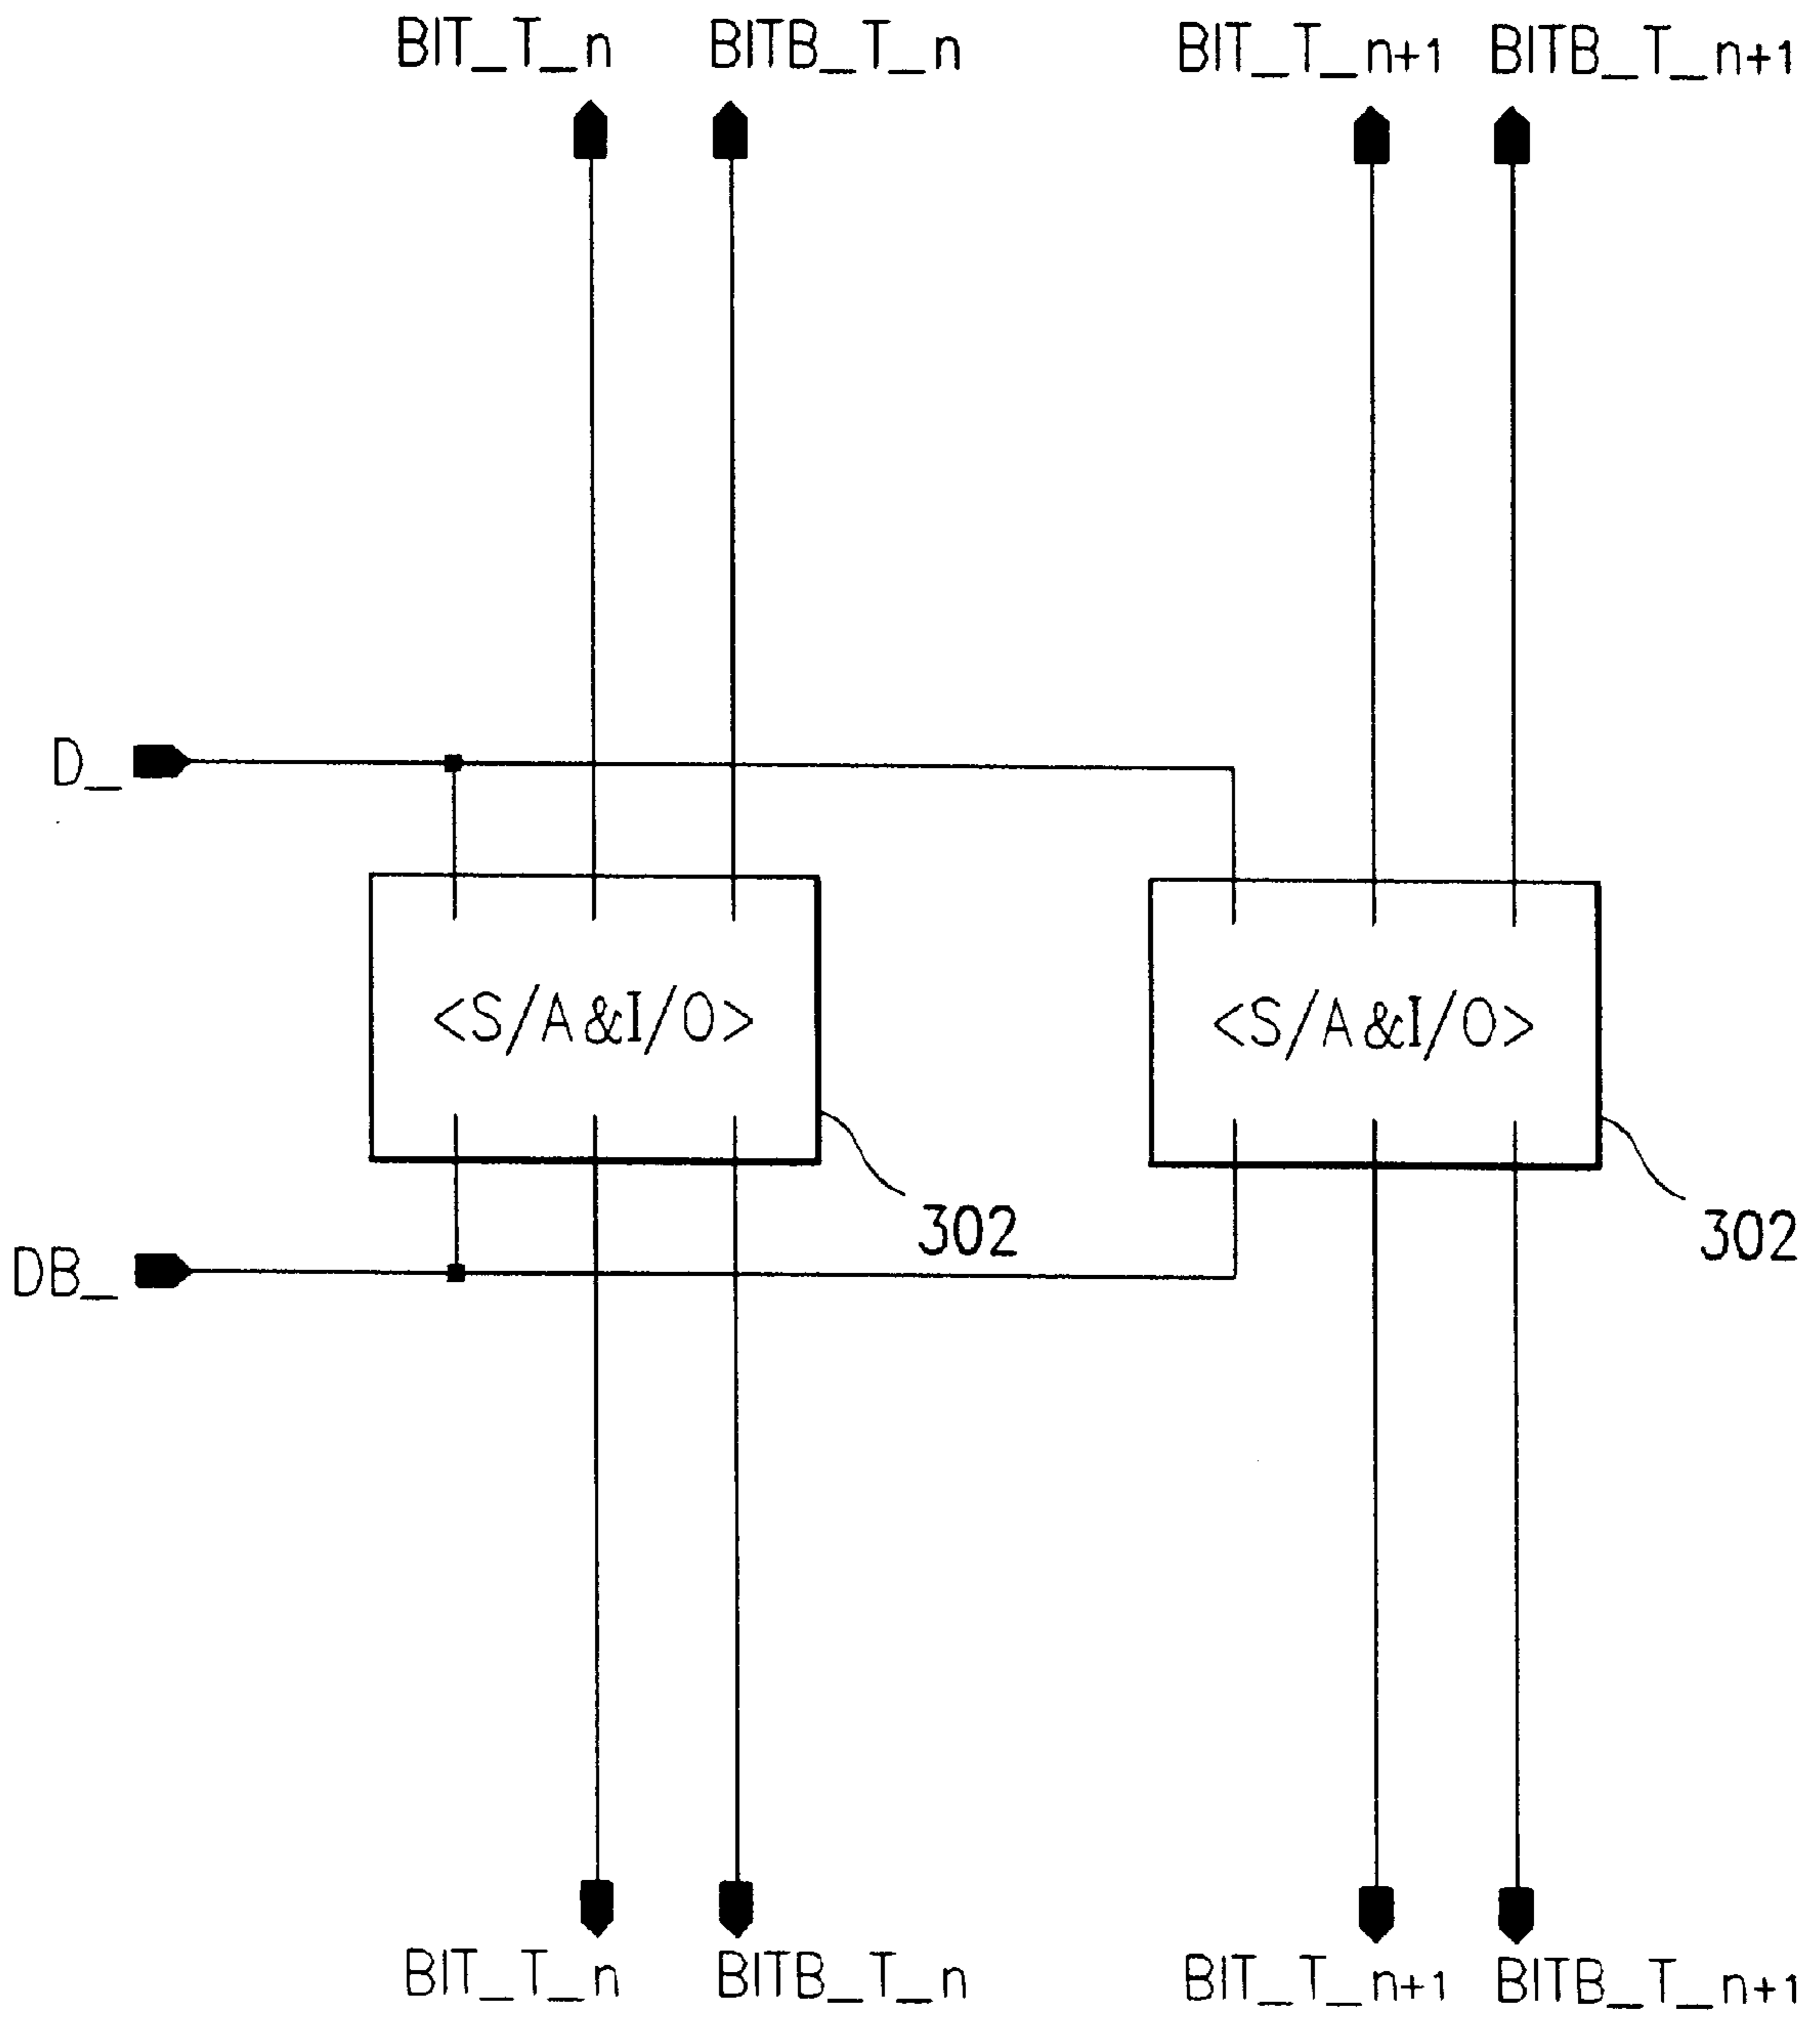 BIT_T_n BITB_T_n BIT_T_n+1 BITB_T_n+1
D_
<S/A&I/O> <S/A&I/O>
302 302
DB_
BIT_T_n BITB_T_n BIT_T_n+1 BITB_T_n+1